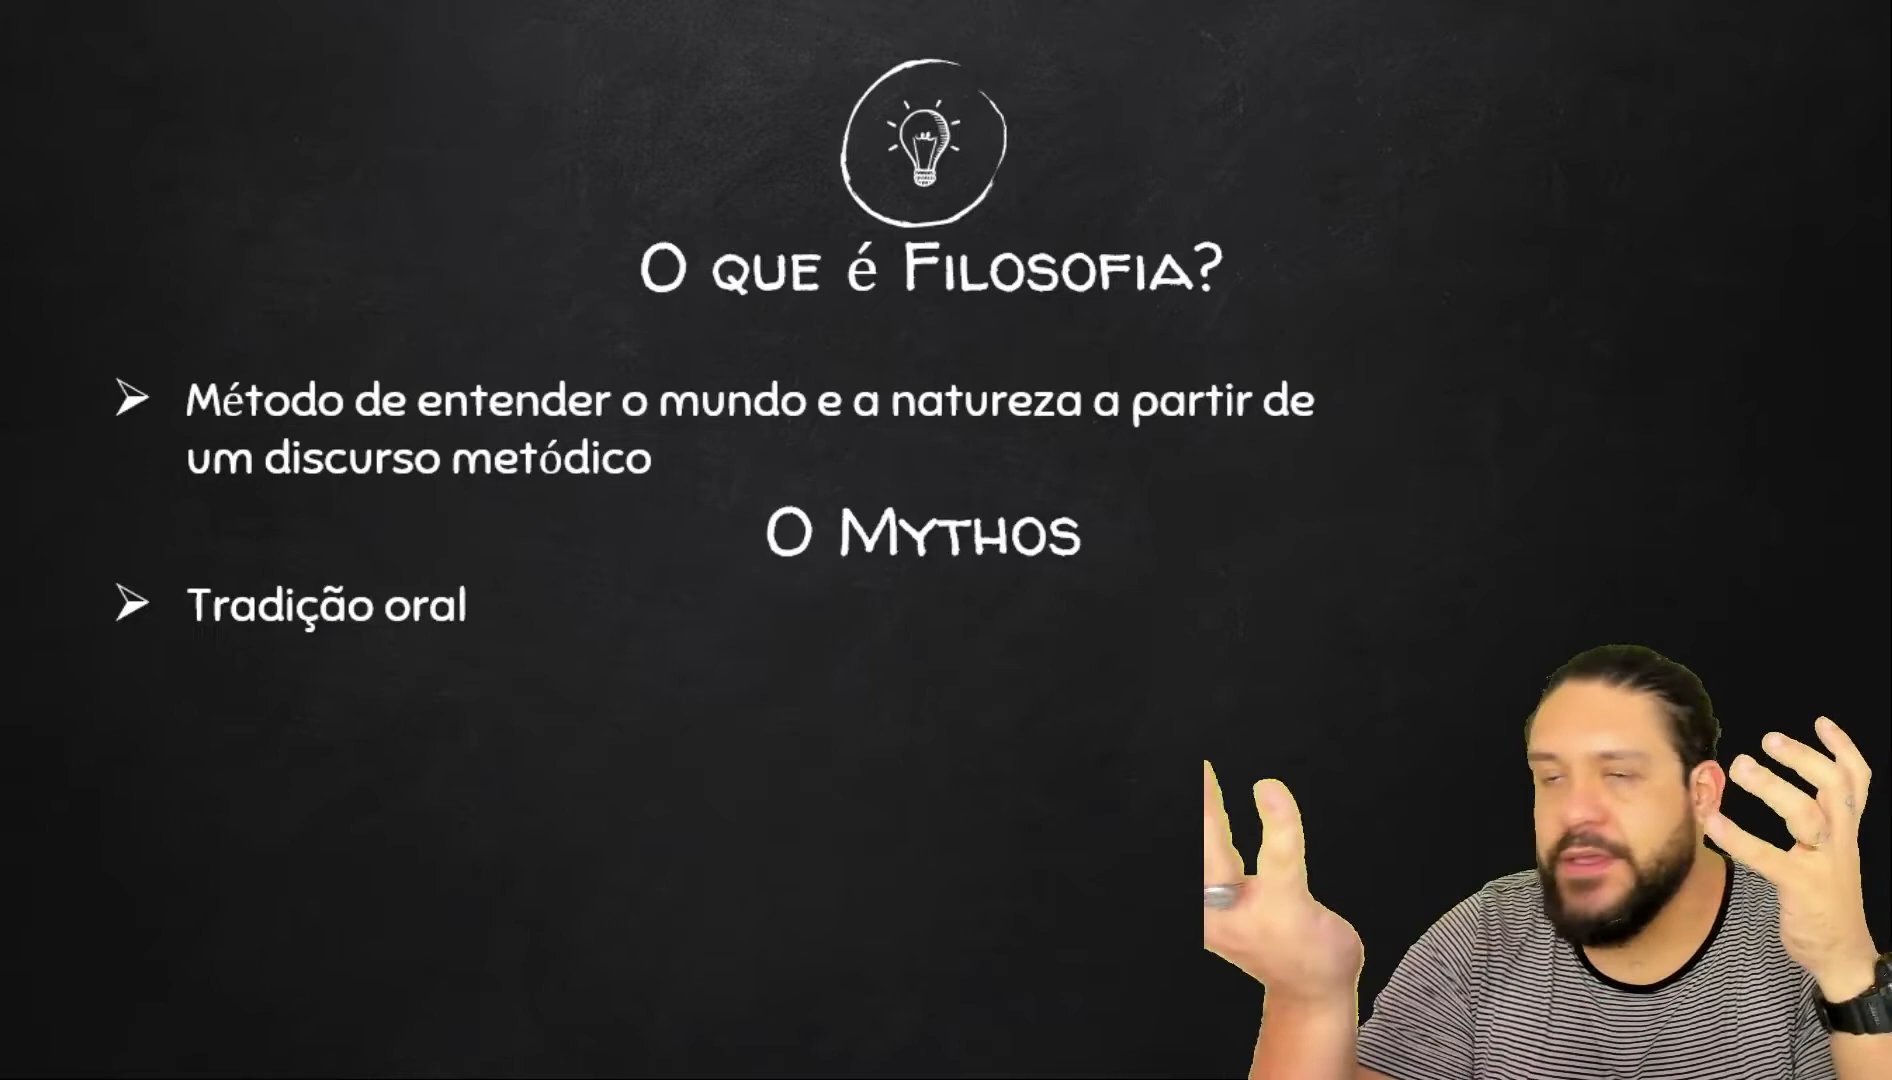 O que é Filosofia?
Método de entender o mundo e a natureza a partir de
um discurso metódico
O Mythos
Tradição oral